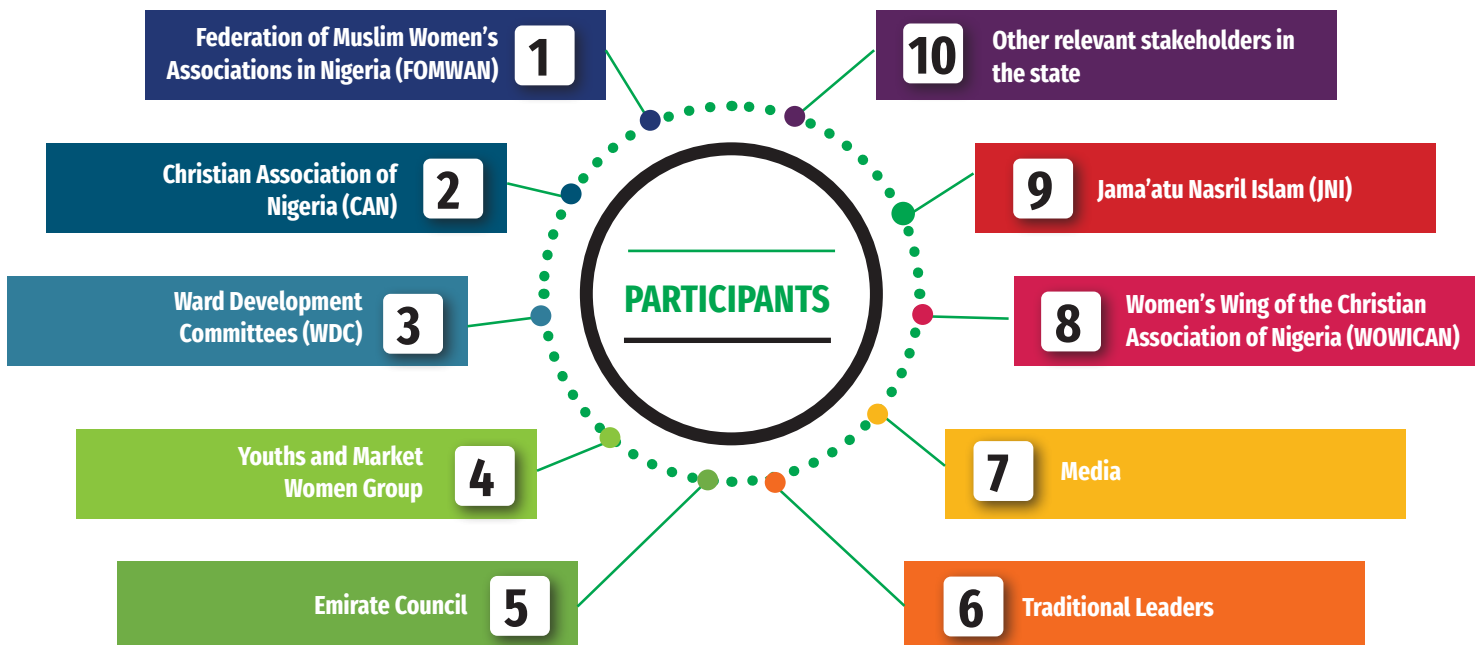 PARTICIPANTS
1
Federation of Muslim Women's
Associations in Nigeria (FOMWAN)
2
Christian Association of
Nigeria (CAN)
3
Ward Development
Committees (WDC)
4
Youths and Market
Women Group
5
Emirate Council
6
Traditional Leaders
7
Media
8
Women's Wing of the Christian
Association of Nigeria (WOWICAN)
9
Jama'atu Nasril Islam (JNI)
10
Other relevant stakeholders in
the state